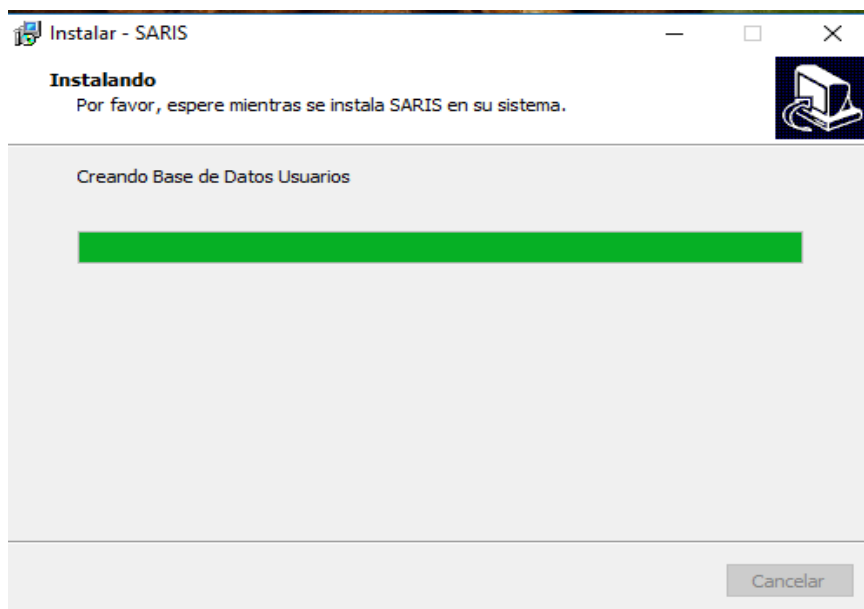 Instalar - SARIS
Instalando
Por favor, espere mientras se instala SARIS en su sistema.
Creando Base de Datos Usuarios
Cancelar